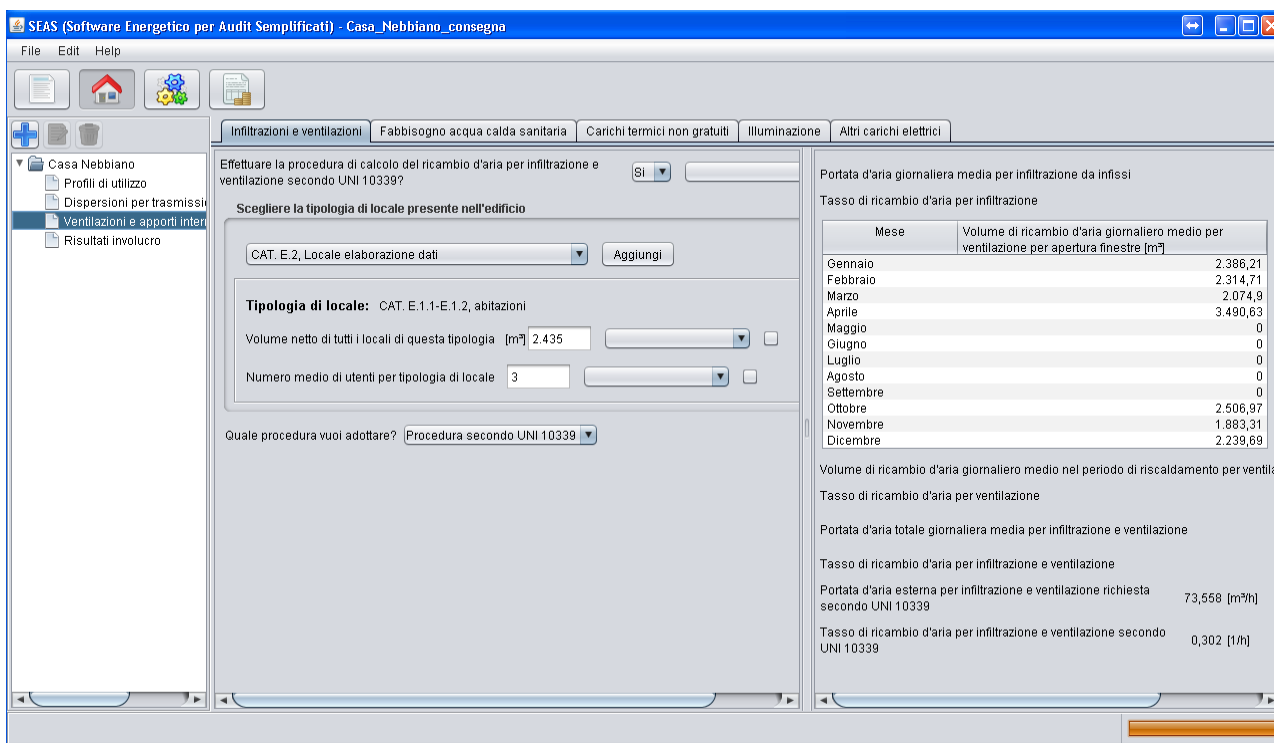 SEAS (Software Energetico per Audit Semplificati) - Casa_Nebbiano_consegna
File Edit Help
Infiltrazioni e ventilazioni Fabbisogno acqua calda sanitaria Carichi termici non gratuiti Illuminazione Altri carichi elettrici
Casa Nebbiano
Profili di utilizzo
Dispersioni per trasmissi
Ventilazioni e apporti inter
Risultati involucro
Effettuare la procedura di calcolo del ricambio d'aria per infiltrazione e
ventilazione secondo UNI 10339?
Si
Scegliere la tipologia di locale presente nell'edificio
CAT. E.2, Locale elaborazione dati
Aggiungi
Tipologia di locale: CAT. E.1.1-E.1.2, abitazioni
Volume netto di tutti i locali di questa tipologia [m³] 2.435
Numero medio di utenti per tipologia di locale 3
Quale procedura vuoi adottare? Procedura secondo UNI 10339
Portata d'aria giornaliera media per infiltrazione da infissi
Tasso di ricambio d'aria per infiltrazione
Mese Volume di ricambio d'aria giornaliero medio per
ventilazione per apertura finestre [m³]
Gennaio 2.386,21
Febbraio 2.314,71
Marzo 2.074,9
Aprile 3.490,63
Maggio 0
Giugno 0
Luglio 0
Agosto 0
Settembre 0
Ottobre 2.506,97
Novembre 1.883,31
Dicembre 2.239,69
Volume di ricambio d'aria giornaliero medio nel periodo di riscaldamento per ventila
Tasso di ricambio d'aria per ventilazione
Portata d'aria totale giornaliera media per infiltrazione e ventilazione
Tasso di ricambio d'aria per infiltrazione e ventilazione
Portata d'aria esterna per infiltrazione e ventilazione richiesta
secondo UNI 10339
73,558 [m³/h]
Tasso di ricambio d'aria per infiltrazione e ventilazione secondo
UNI 10339
0,302 [1/h]